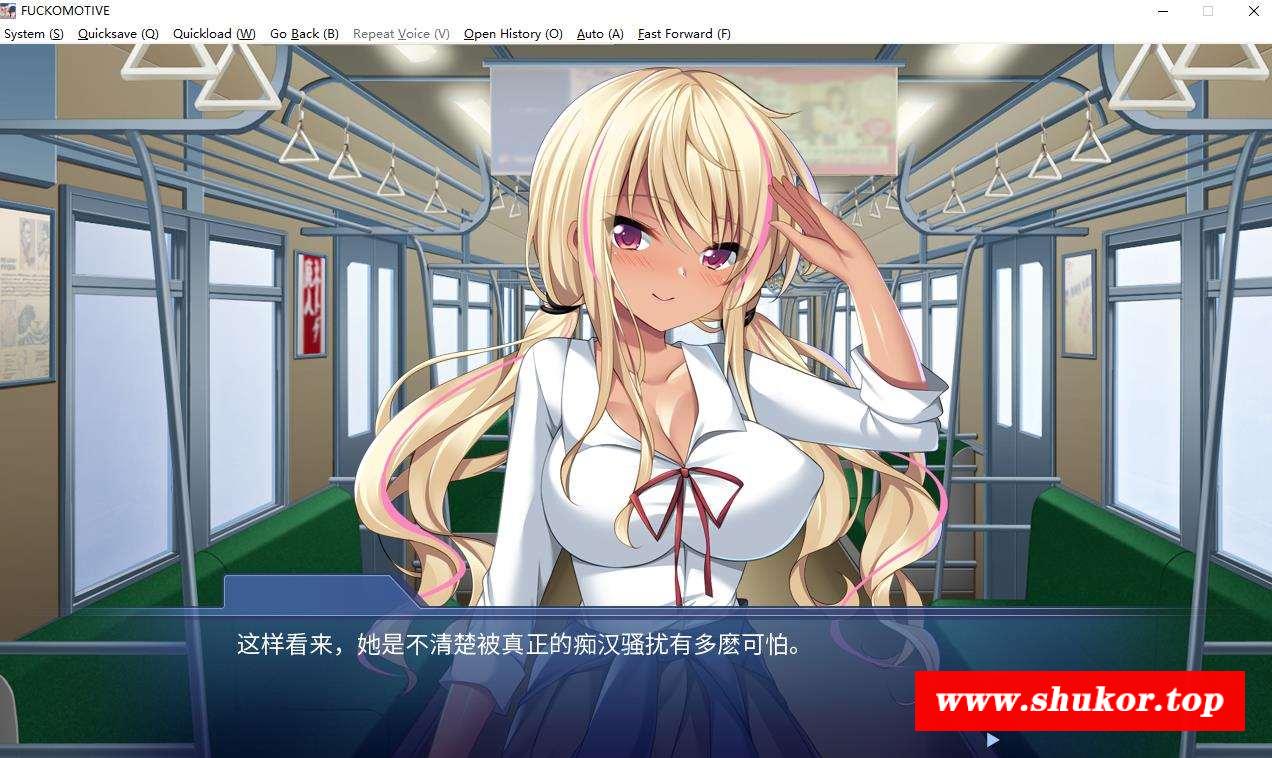 FUCKOMOTIVE
System (S) Quicksave (Q) Quickload (W) Go Back (B) Repeat Voice (V) Open History (O) Auto (A) Fast Forward (F)
这样看来，她是不清楚被真正的痴汉骚扰有多麽可怕。
www.shukor.top